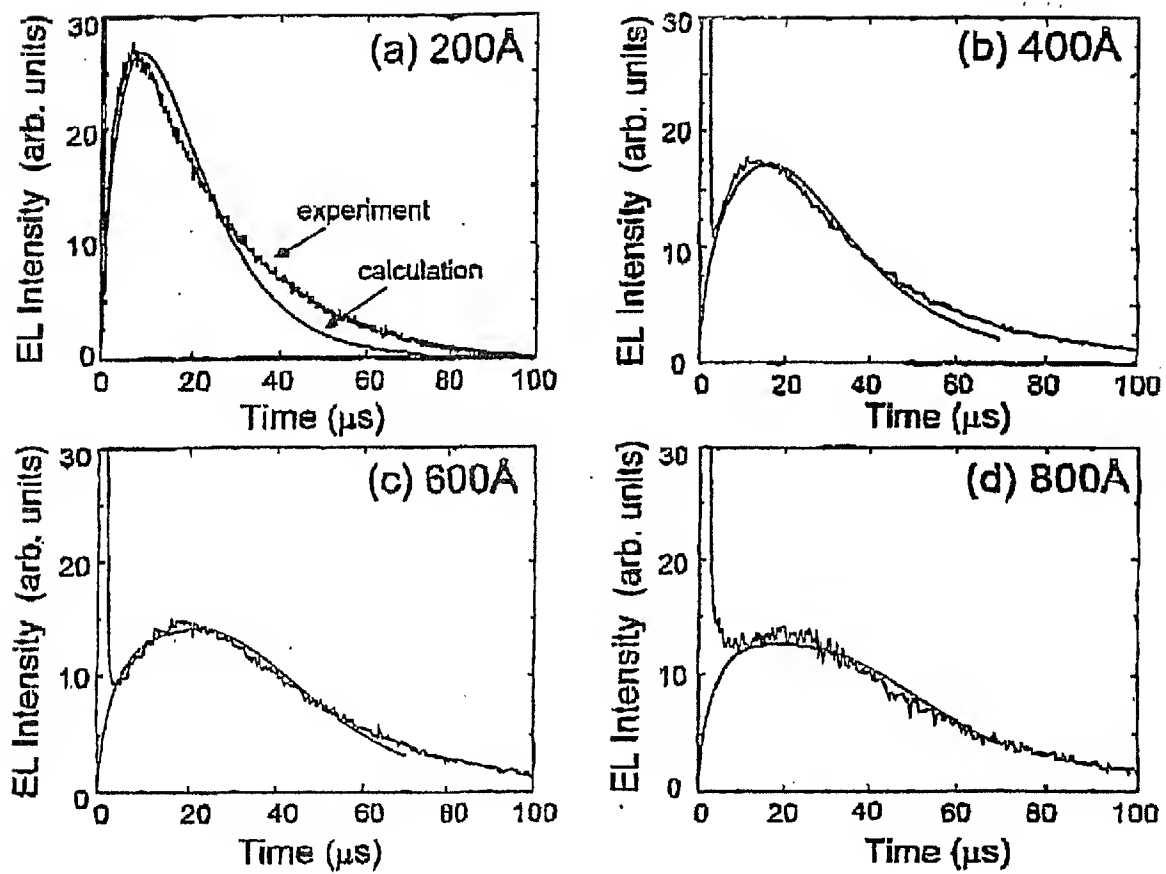 (a) 200Å
EL Intensity (arb. units)
30
20
10
0
experiment
calculation
0 20 40 60 80 100
Time (μs)
(b) 400Å
EL Intensity (arb. units)
30
20
10
0
0 20 40 60 80 100
Time (μs)
(c) 600Å
EL Intensity (arb. units)
30
20
10
0
0 20 40 60 80 100
Time (μs)
(d) 800Å
EL Intensity (arb. units)
30
20
10
0
0 20 40 60 80 100
Time (μs)